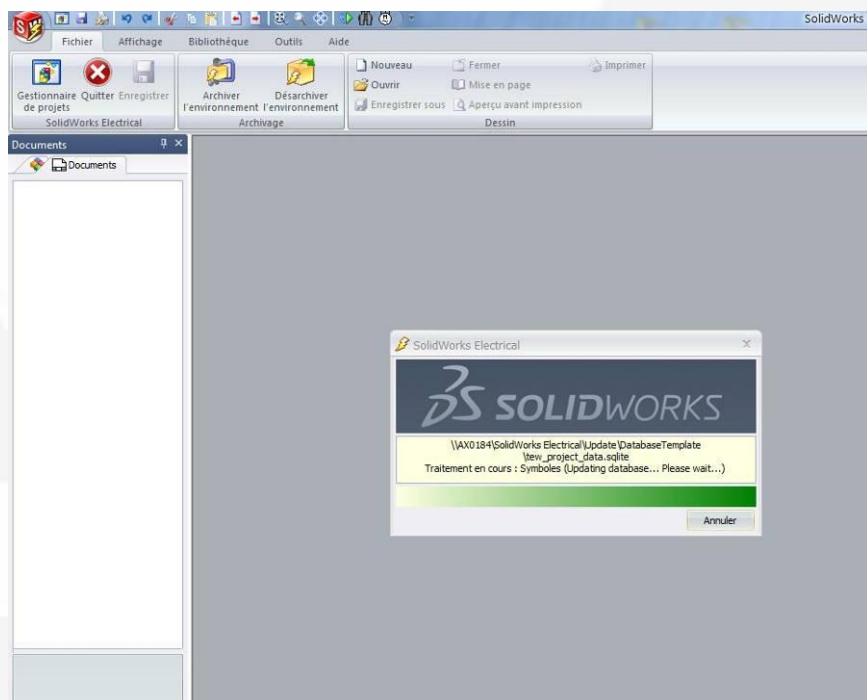 SolidWorks
Fichier Affichage Bibliothèque Outils Aide
Gestionnaire de projets Quitter Enregistrer
SolidWorks Electrical
Archiver l'environnement Désarchiver l'environnement
Archivage
Nouveau Fermer Imprimer
Ouvrir Mise en page
Enregistrer sous Aperçu avant impression
Dessin
Documents
Documents
SolidWorks Electrical
SOLIDWORKS
\\AX0184\SolidWorks Electrical\Update\DatabaseTemplate
\tew_project_data.sqlite
Traitement en cours : Symboles (Updating database... Please wait...)
Annuler